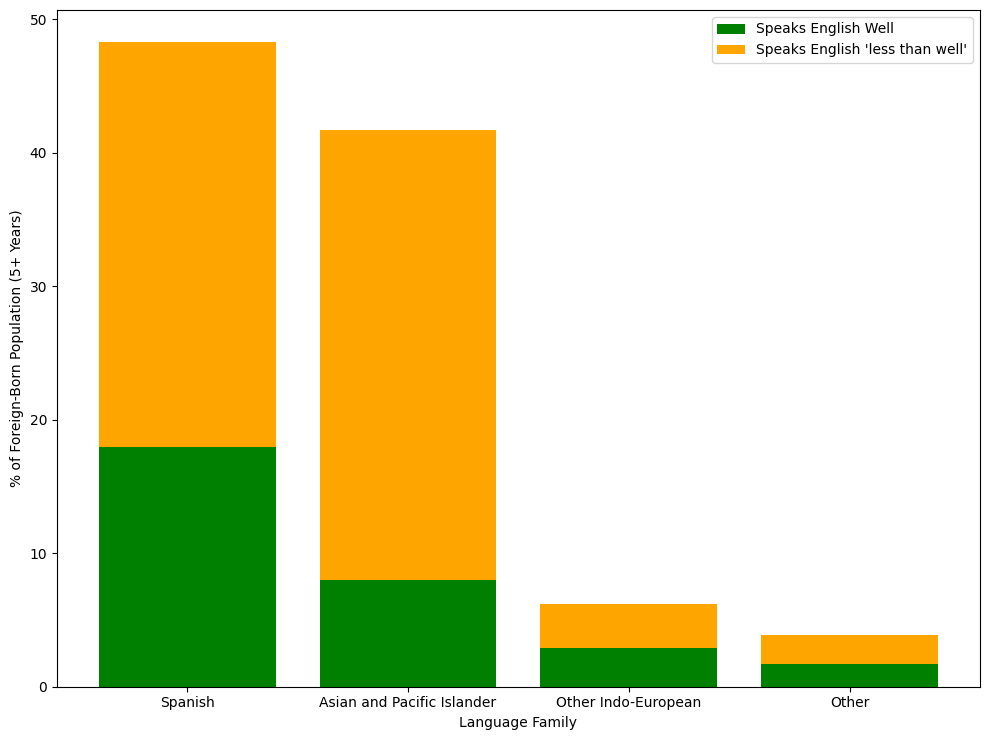 50
40
30
20
10
0
% of Foreign-Born Population (5+ Years)
Speaks English Well
Speaks English 'less than well'
Spanish
Asian and Pacific Islander
Other Indo-European
Other
Language Family